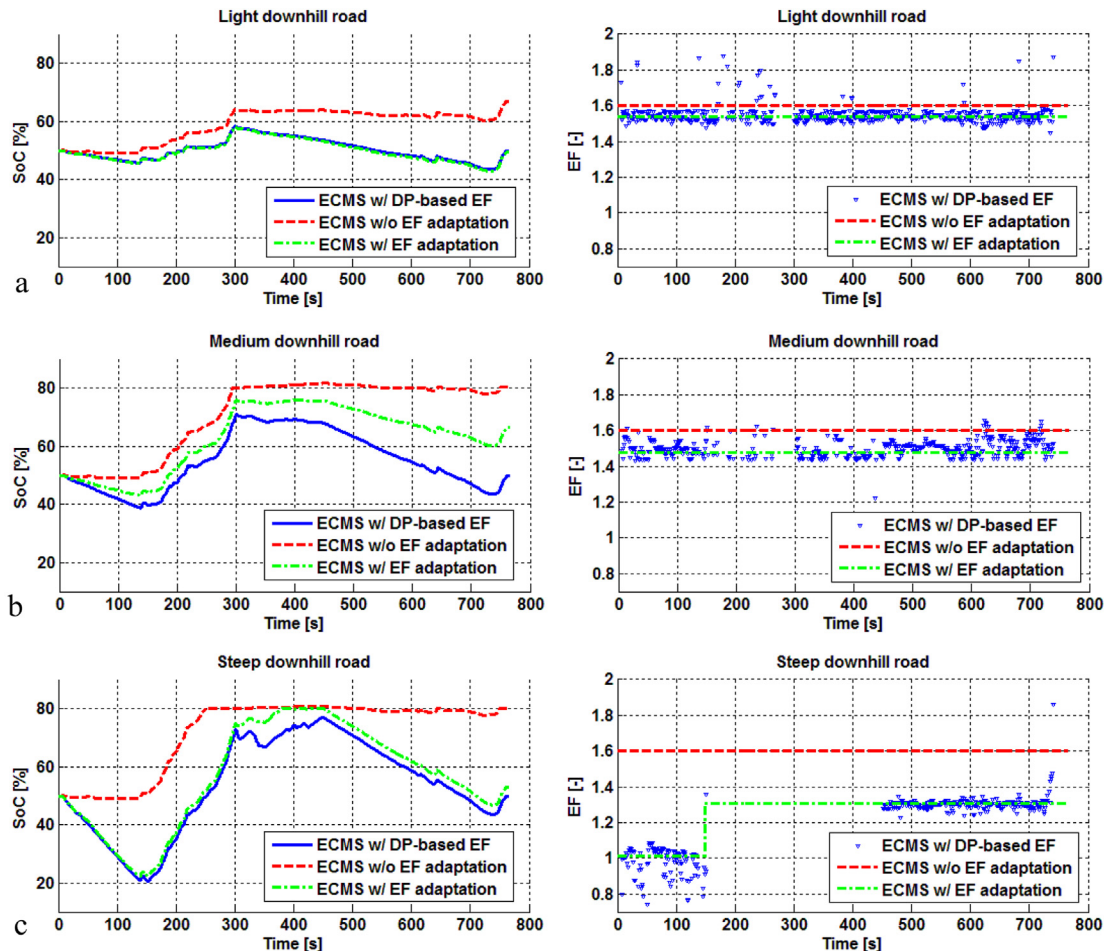 Light downhill road
80
60
40
20
SoC [%]
ECMS w/ DP-based EF
ECMS w/o EF adaptation
ECMS w/ EF adaptation
0 100 200 300 400 500 600 700 800
Time [s]
a
Light downhill road
2
1.8
1.6
1.4
1.2
1
0.8
EF [-]
ECMS w/ DP-based EF
ECMS w/o EF adaptation
ECMS w/ EF adaptation
0 100 200 300 400 500 600 700 800
Time [s]
Medium downhill road
80
60
40
20
SoC [%]
ECMS w/ DP-based EF
ECMS w/o EF adaptation
ECMS w/ EF adaptation
0 100 200 300 400 500 600 700 800
Time [s]
b
Medium downhill road
2
1.8
1.6
1.4
1.2
1
0.8
EF [-]
ECMS w/ DP-based EF
ECMS w/o EF adaptation
ECMS w/ EF adaptation
0 100 200 300 400 500 600 700 800
Time [s]
Steep downhill road
80
60
40
20
SoC [%]
ECMS w/ DP-based EF
ECMS w/o EF adaptation
ECMS w/ EF adaptation
0 100 200 300 400 500 600 700 800
Time [s]
c
Steep downhill road
2
1.8
1.6
1.4
1.2
1
0.8
EF [-]
ECMS w/ DP-based EF
ECMS w/o EF adaptation
ECMS w/ EF adaptation
0 100 200 300 400 500 600 700 800
Time [s]